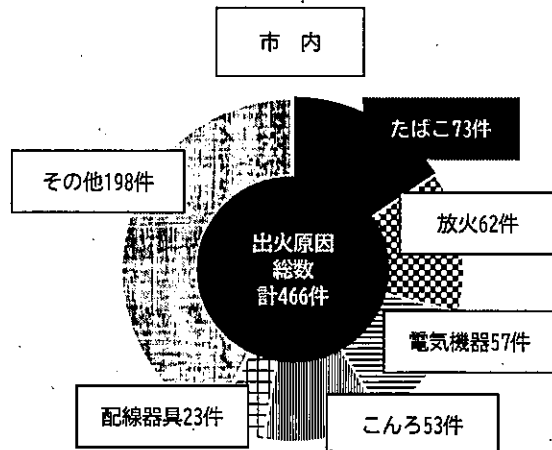 市 内
たばこ73件
その他198件
放火62件
出火原因
総数
計466件
電気機器57件
配線器具23件
こんろ53件